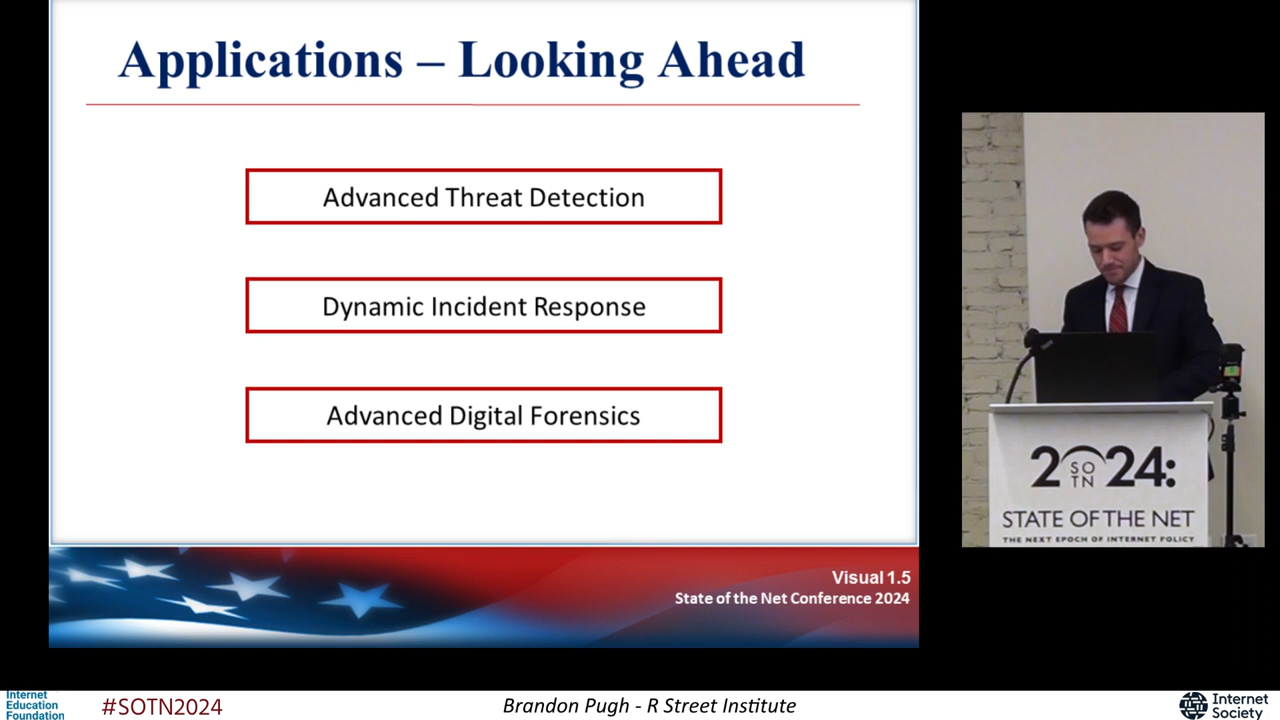 Applications – Looking Ahead
Advanced Threat Detection
Dynamic Incident Response
Advanced Digital Forensics
Visual 1.5
State of the Net Conference 2024
2024:
SO
TN
STATE OF THE NET
THE NEXT EPOCH OF INTERNET POLICY
Internet
Education
Foundation
#SOTN2024
Brandon Pugh - R Street Institute
Internet
Society